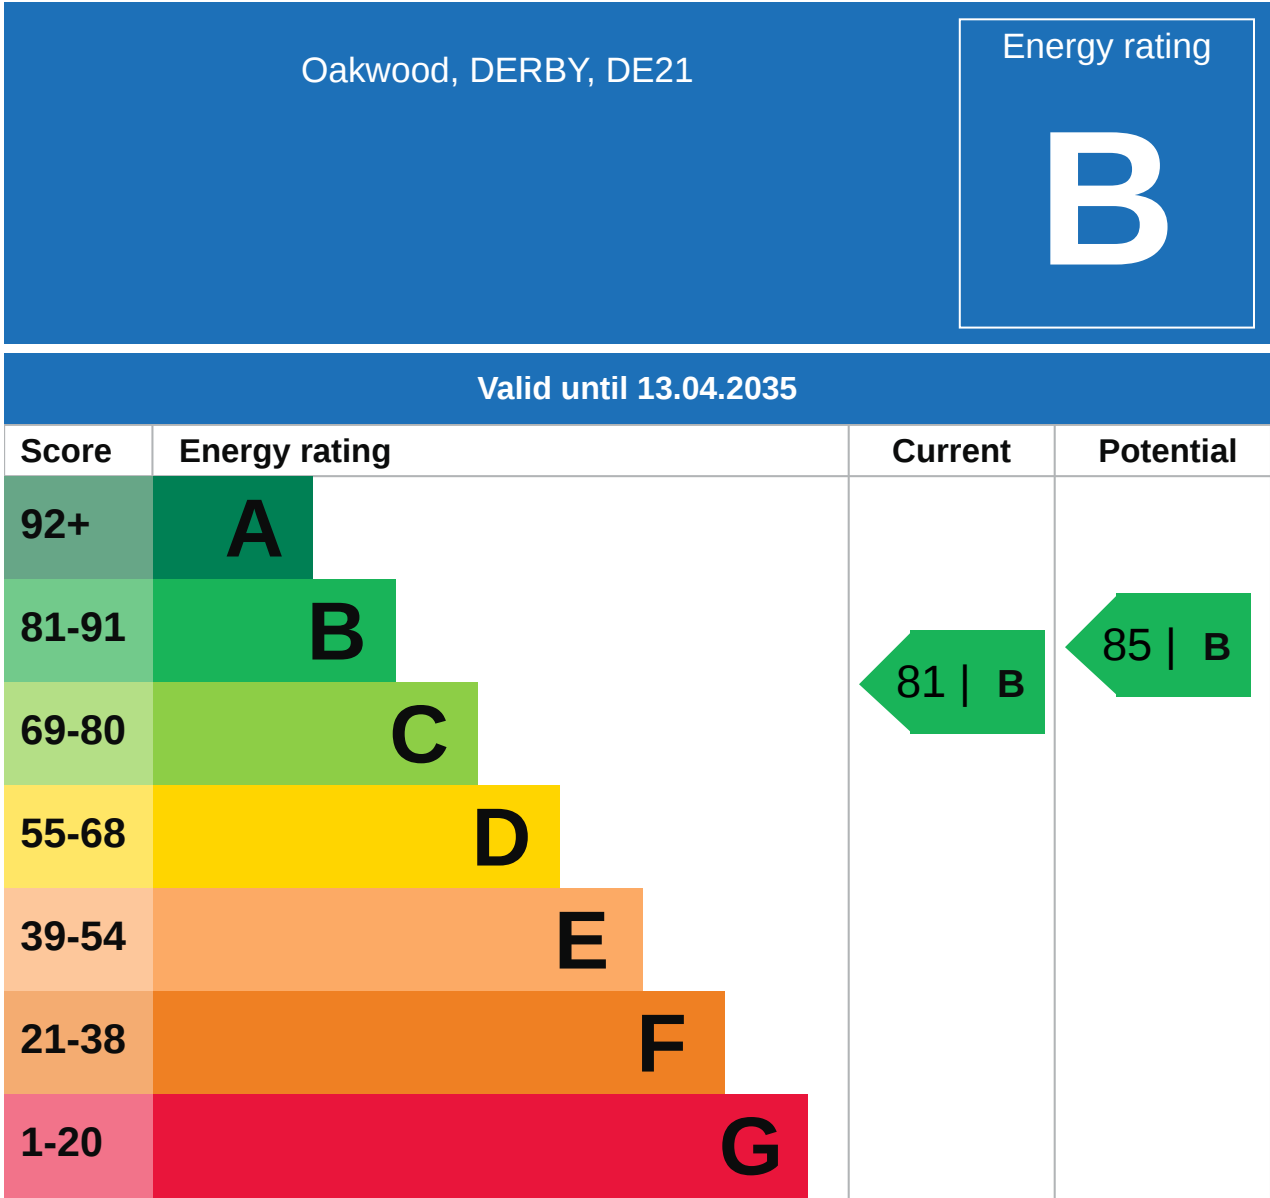 Oakwood, DERBY, DE21
Energy rating
B
Valid until 13.04.2035
Score Energy rating Current Potential
92+ A
81-91 B
85 | B
81 | B
69-80 C
55-68 D
39-54 E
21-38 F
1-20 G